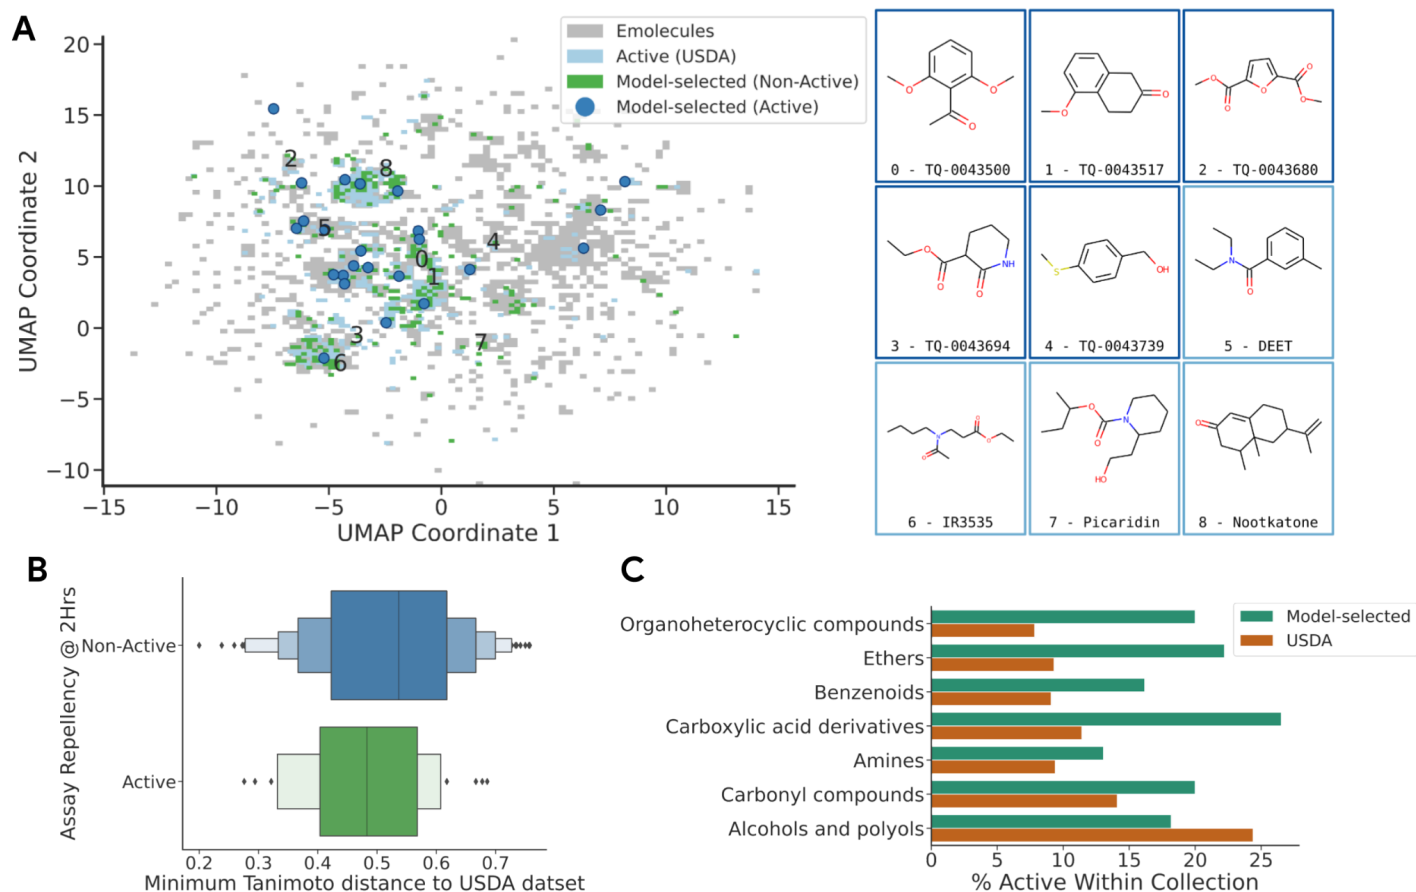 A
Emolecules
Active (USDA)
Model-selected (Non-Active)
Model-selected (Active)
UMAP Coordinate 2
20
15
10
5
0
−5
−10
2
8
5
4
0
1
3
7
6
−15
−10
−5
0
5
10
15
UMAP Coordinate 1
O
O
O
0 - TQ-0043500
O
O
1 - TQ-0043517
O
O
O
O
O
2 - TQ-0043680
O
O
O
NH
3 - TQ-0043694
S
OH
4 - TQ-0043739
N
O
5 - DEET
N
O
O
O
6 - IR3535
O
O
N
HO
7 - Picaridin
O
8 - Nootkatone
B
Assay Repellency @ 2Hrs
Non-Active
Active
0.2
0.3
0.4
0.5
0.6
0.7
Minimum Tanimoto distance to USDA datset
C
Model-selected
USDA
Organoheterocyclic compounds
Ethers
Benzenoids
Carboxylic acid derivatives
Amines
Carbonyl compounds
Alcohols and polyols
0
5
10
15
20
25
% Active Within Collection